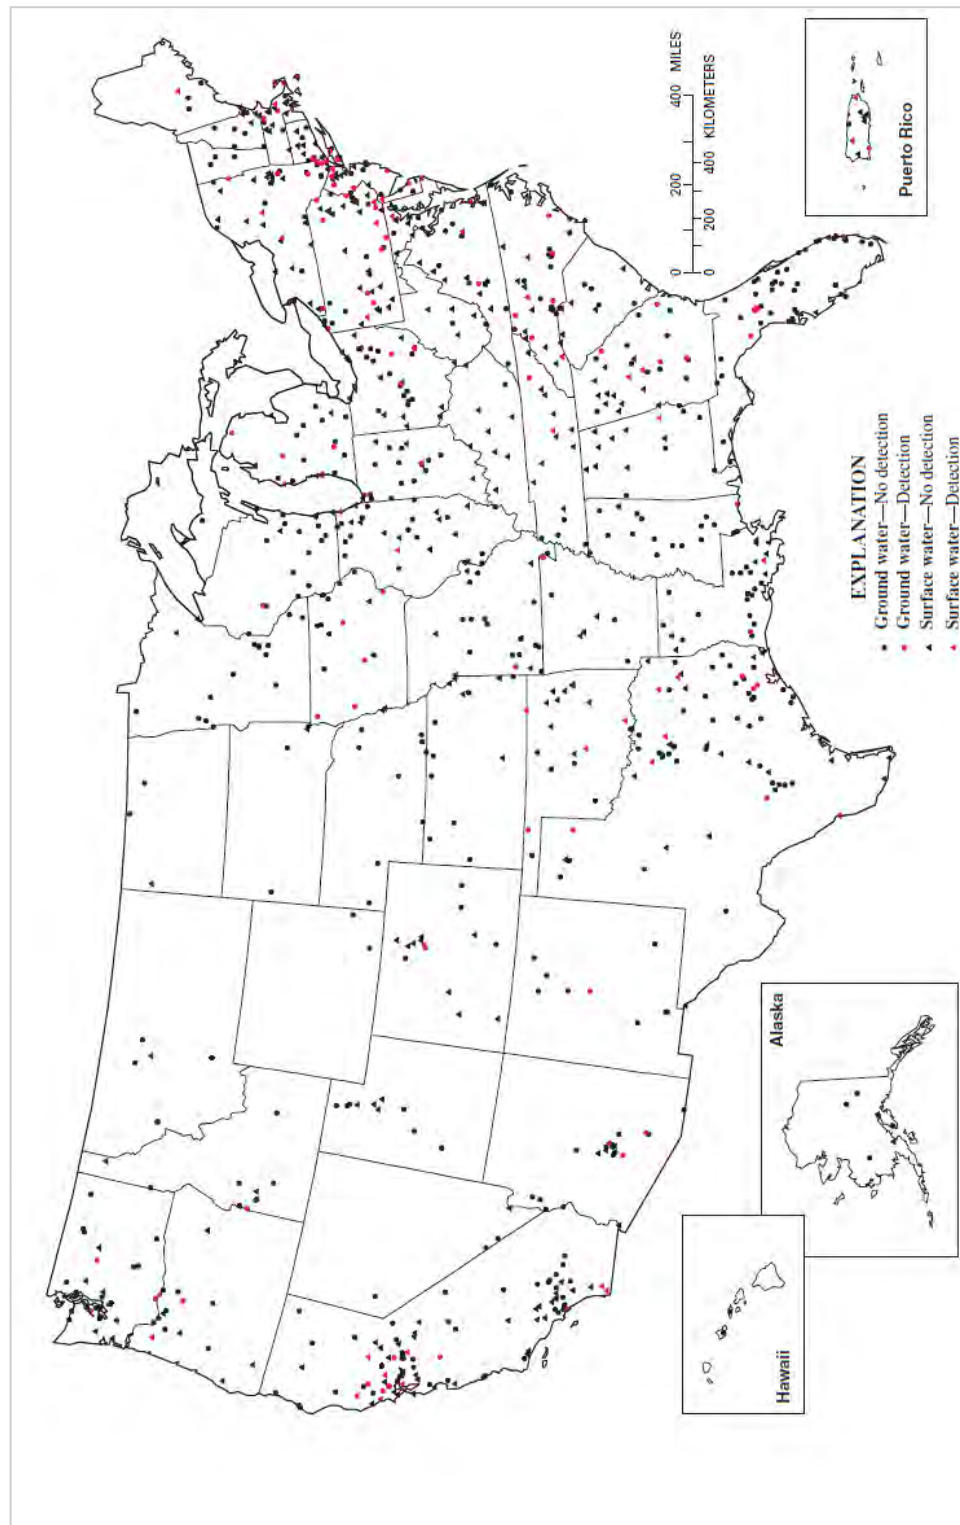 0 200 400 MILES
0 200 400 KILOMETERS
Puerto Rico
EXPLANATION
Ground water—No detection
Ground water—Detection
Surface water—No detection
Surface water—Detection
Alaska
Hawaii